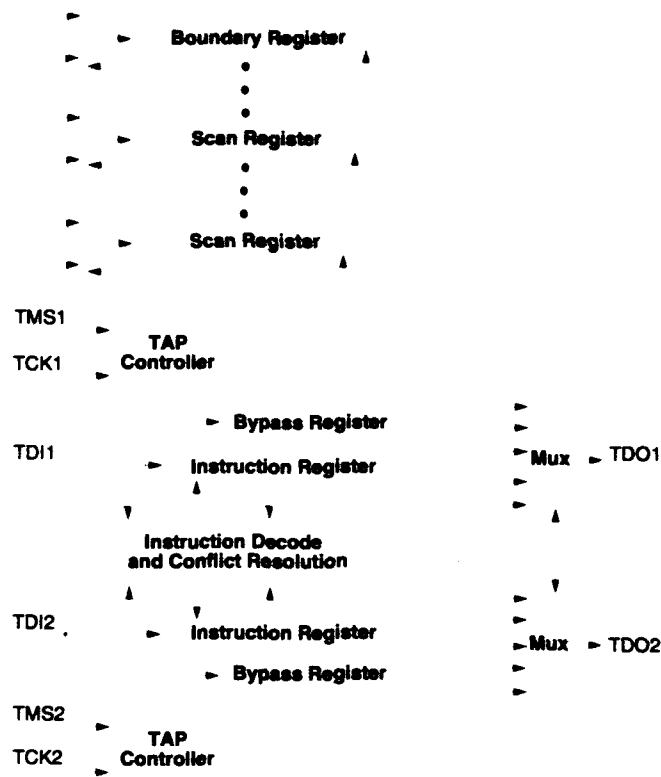 Boundary Register
Scan Register
Scan Register
TMS1
TAP
Controller
TCK1
Bypass Register
TDI1
Instruction Register
Mux
TDO1
Instruction Decode
and Conflict Resolution
TDI2
Instruction Register
Mux
TDO2
Bypass Register
TMS2
TAP
Controller
TCK2